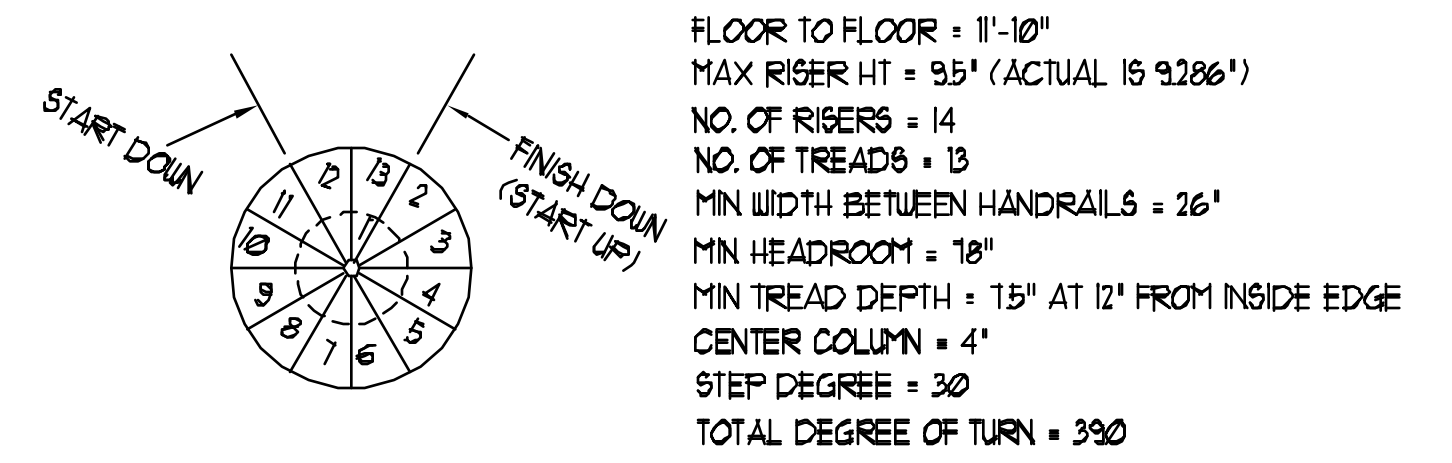 START DOWN
FINISH DOWN
(START UP)
12
13
2
11
1
10
3
9
4
8
5
7
6
FLOOR TO FLOOR = 11'-10"
MAX RISER HT = 9.5" (ACTUAL IS 9.286")
NO. OF RISERS = 14
NO. OF TREADS = 13
MIN. WIDTH BETWEEN HANDRAILS = 26"
MIN. HEADROOM = 78"
MIN TREAD DEPTH = 7.5" AT 12" FROM INSIDE EDGE
CENTER COLUMN = 4"
STEP DEGREE = 30
TOTAL DEGREE OF TURN = 390